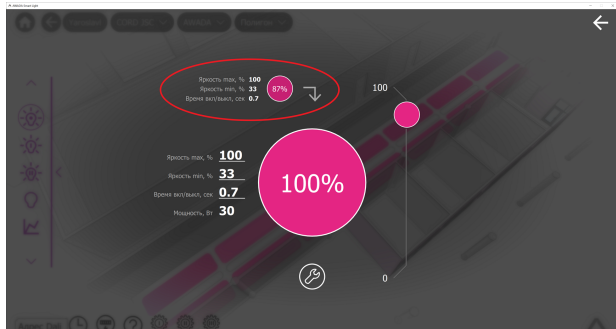 Яркость max, % 100
Яркость min, % 33
Время вкл/выкл, сек 0.7
87%
100
Яркость max, % 100
Яркость min, % 33
Время вкл/выкл, сек 0.7
Мощность, Вт 30
100%
0